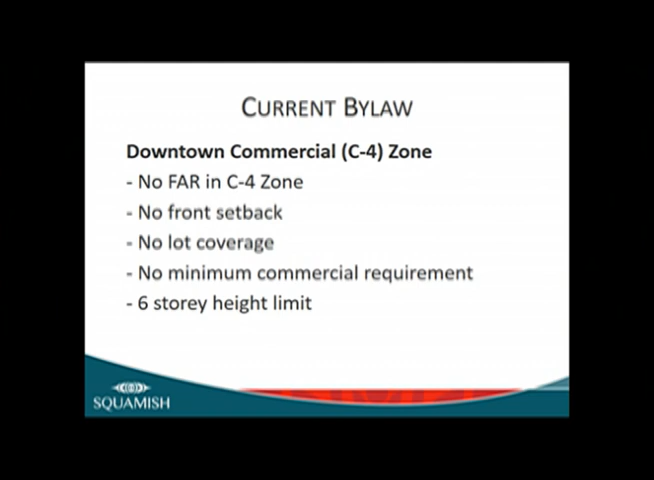 CURRENT BYLAW
Downtown Commercial (C-4) Zone
- No FAR in C-4 Zone
- No front setback
- No lot coverage
- No minimum commercial requirement
- 6 storey height limit
SQUAMISH